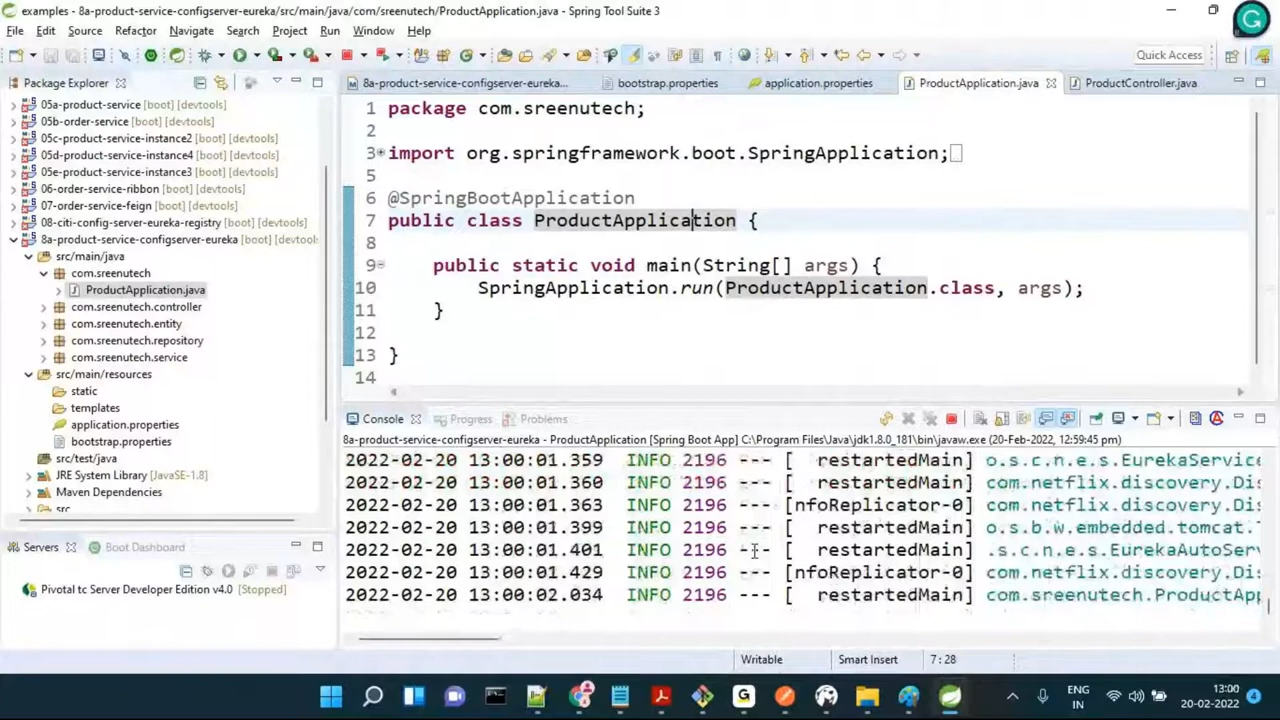 examples - 8a-product-service-configserver-eureka/src/main/java/com/sreenutech/ProductApplication.java - Spring Tool Suite 3
File Edit Source Refactor Navigate Search Project Run Window Help
Quick Access
Package Explorer
05a-product-service [boot] [devtools]
05b-order-service [boot] [devtools]
05c-product-service-instance2 [boot] [devtools]
05d-product-service-instance4 [boot] [devtools]
05e-product-service-instance3 [boot] [devtools]
06-order-service-ribbon [boot] [devtools]
07-order-service-feign [boot] [devtools]
08-citi-config-server-eureka-registry [boot] [devtools]
8a-product-service-configserver-eureka [boot] [devtools]
src/main/java
com.sreenutech
ProductApplication.java
com.sreenutech.controller
com.sreenutech.entity
com.sreenutech.repository
com.sreenutech.service
src/main/resources
static
templates
application.properties
bootstrap.properties
src/test/java
JRE System Library [JavaSE-1.8]
Maven Dependencies
src
Servers Boot Dashboard
Pivotal tc Server Developer Edition v4.0 [Stopped]
8a-product-service-configserver-eureka... bootstrap.properties application.properties ProductApplication.java ProductController.java
1 package com.sreenutech;
2
3 import org.springframework.boot.SpringApplication;
5
6 @SpringBootApplication
7 public class ProductApplication {
8
9 public static void main(String[] args) {
10 SpringApplication.run(ProductApplication.class, args);
11 }
12
13 }
14
Console Progress Problems
8a-product-service-configserver-eureka - ProductApplication [Spring Boot App] C:\Program Files\Java\jdk1.8.0_181\bin\javaw.exe (20-Feb-2022, 12:59:45 pm)
2022-02-20 13:00:01.359 INFO 2196 --- [ restartedMain] o.s.c.n.e.s.EurekaService
2022-02-20 13:00:01.360 INFO 2196 --- [ restartedMain] com.netflix.discovery.Dis
2022-02-20 13:00:01.363 INFO 2196 --- [nfoReplicator-0] com.netflix.discovery.Dis
2022-02-20 13:00:01.399 INFO 2196 --- [ restartedMain] o.s.b.w.embedded.tomcat.T
2022-02-20 13:00:01.401 INFO 2196 --- [ restartedMain] .s.c.n.e.s.EurekaAutoServ
2022-02-20 13:00:01.429 INFO 2196 --- [nfoReplicator-0] com.netflix.discovery.Dis
2022-02-20 13:00:02.034 INFO 2196 --- [ restartedMain] com.sreenutech.ProductApp
Writable Smart Insert 7 : 28
ENG
IN
13:00
20-02-2022